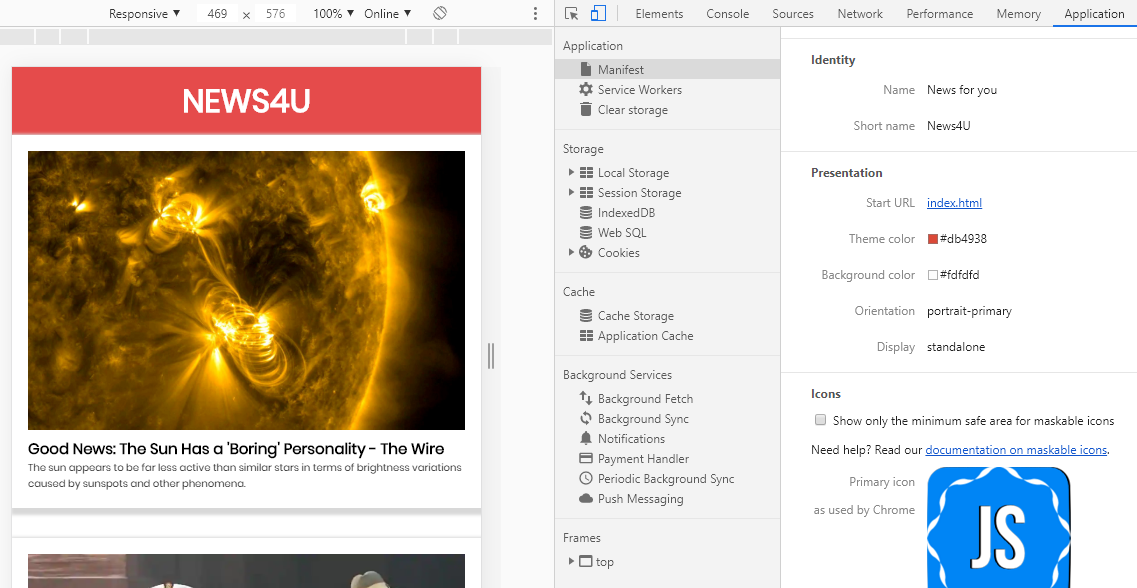 Responsive ▼ 469 x 576 100% ▼ Online ▼
NEWS4U
Good News: The Sun Has a 'Boring' Personality - The Wire
The sun appears to be far less active than similar stars in terms of brightness variations
caused by sunspots and other phenomena.
Elements Console Sources Network Performance Memory Application
Application
Manifest
Service Workers
Clear storage
Storage
Local Storage
Session Storage
IndexedDB
Web SQL
Cookies
Cache
Cache Storage
Application Cache
Background Services
Background Fetch
Background Sync
Notifications
Payment Handler
Periodic Background Sync
Push Messaging
Frames
top
Identity
Name News for you
Short name News4U
Presentation
Start URL index.html
Theme color #db4938
Background color #fdfdfd
Orientation portrait-primary
Display standalone
Icons
Show only the minimum safe area for maskable icons
Need help? Read our documentation on maskable icons.
Primary icon
as used by Chrome
JS